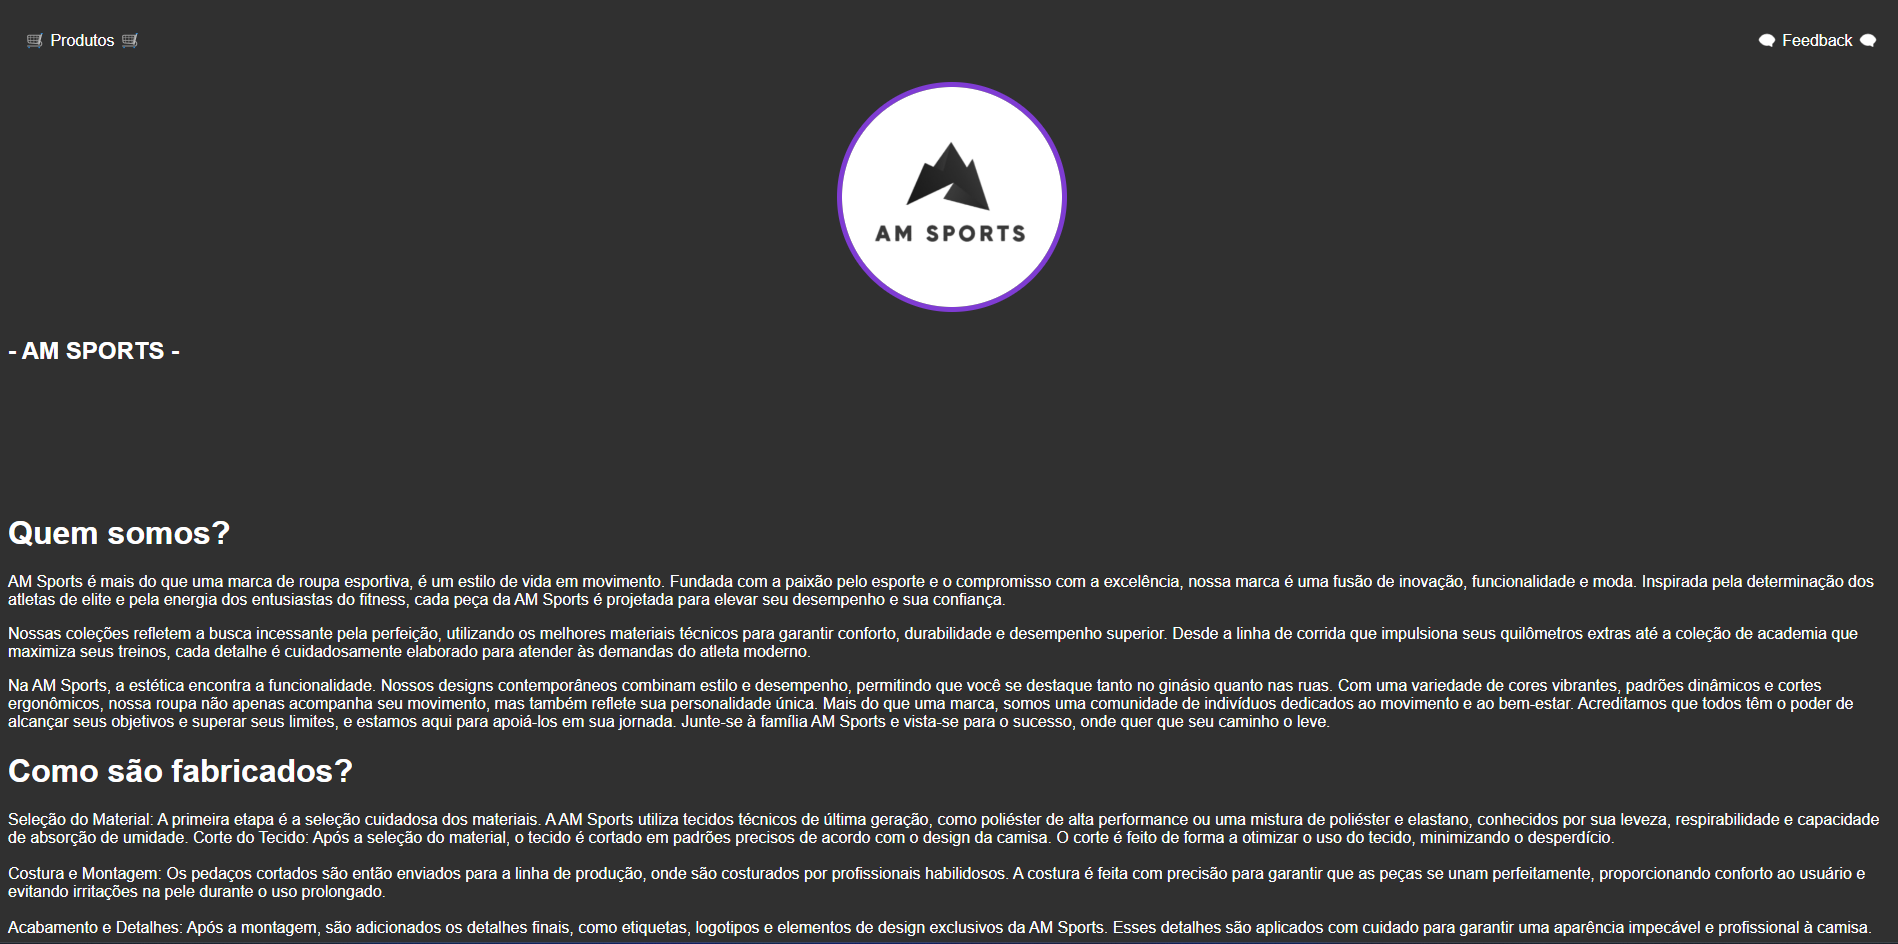 🛒 Produtos 🛒
🗨 Feedback 🗨
AM SPORTS
- AM SPORTS -
Quem somos?
AM Sports é mais do que uma marca de roupa esportiva, é um estilo de vida em movimento. Fundada com a paixão pelo esporte e o compromisso com a excelência, nossa marca é uma fusão de inovação, funcionalidade e moda. Inspirada pela determinação dos
atletas de elite e pela energia dos entusiastas do fitness, cada peça da AM Sports é projetada para elevar seu desempenho e sua confiança.
Nossas coleções refletem a busca incessante pela perfeição, utilizando os melhores materiais técnicos para garantir conforto, durabilidade e desempenho superior. Desde a linha de corrida que impulsiona seus quilômetros extras até a coleção de academia que
maximiza seus treinos, cada detalhe é cuidadosamente elaborado para atender às demandas do atleta moderno.
Na AM Sports, a estética encontra a funcionalidade. Nossos designs contemporâneos combinam estilo e desempenho, permitindo que você se destaque tanto no ginásio quanto nas ruas. Com uma variedade de cores vibrantes, padrões dinâmicos e cortes
ergonômicos, nossa roupa não apenas acompanha seu movimento, mas também reflete sua personalidade única. Mais do que uma marca, somos uma comunidade de indivíduos dedicados ao movimento e ao bem-estar. Acreditamos que todos têm o poder de
alcançar seus objetivos e superar seus limites, e estamos aqui para apoiá-los em sua jornada. Junte-se à família AM Sports e vista-se para o sucesso, onde quer que seu caminho o leve.
Como são fabricados?
Seleção do Material: A primeira etapa é a seleção cuidadosa dos materiais. A AM Sports utiliza tecidos técnicos de última geração, como poliéster de alta performance ou uma mistura de poliéster e elastano, conhecidos por sua leveza, respirabilidade e capacidade
de absorção de umidade. Corte do Tecido: Após a seleção do material, o tecido é cortado em padrões precisos de acordo com o design da camisa. O corte é feito de forma a otimizar o uso do tecido, minimizando o desperdício.
Costura e Montagem: Os pedaços cortados são então enviados para a linha de produção, onde são costurados por profissionais habilidosos. A costura é feita com precisão para garantir que as peças se unam perfeitamente, proporcionando conforto ao usuário e
evitando irritações na pele durante o uso prolongado.
Acabamento e Detalhes: Após a montagem, são adicionados os detalhes finais, como etiquetas, logotipos e elementos de design exclusivos da AM Sports. Esses detalhes são aplicados com cuidado para garantir uma aparência impecável e profissional à camisa.